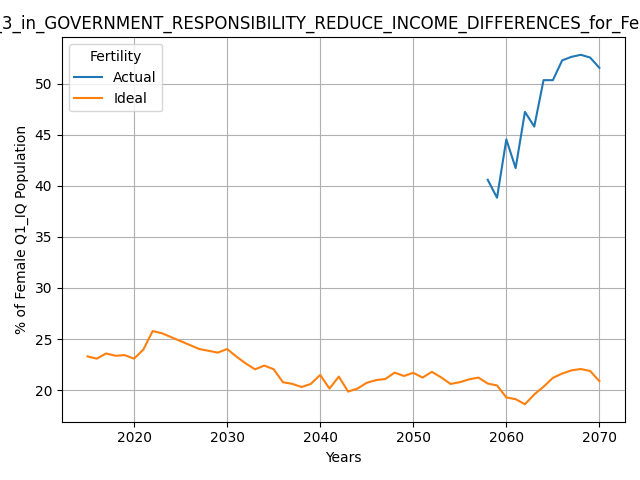 _3_in_GOVERNMENT_RESPONSIBILITY_REDUCE_INCOME_DIFFERENCES_for_Fe
Fertility
Actual
Ideal
% of Female Q1_IQ Population
50
45
40
35
30
25
20
2020
2030
2040
2050
2060
2070
Years